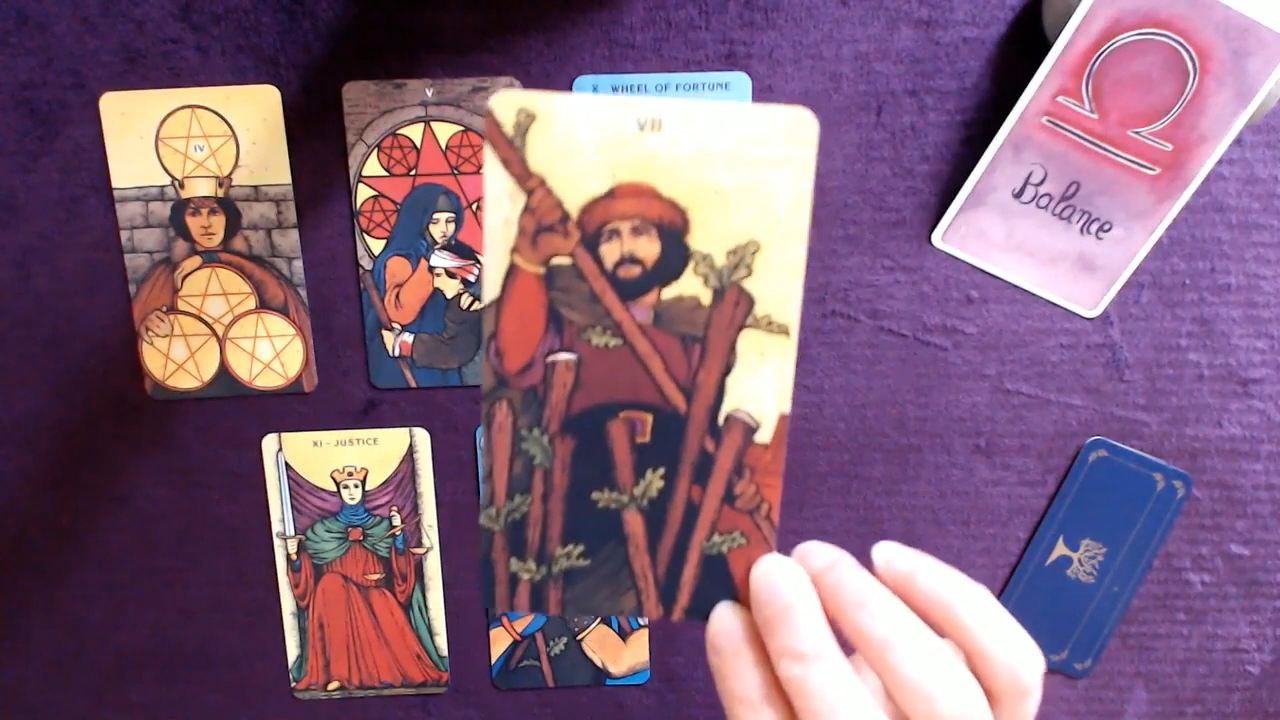 IV
V
X WHEEL OF FORTUNE
VII
Balance
XI-JUSTICE